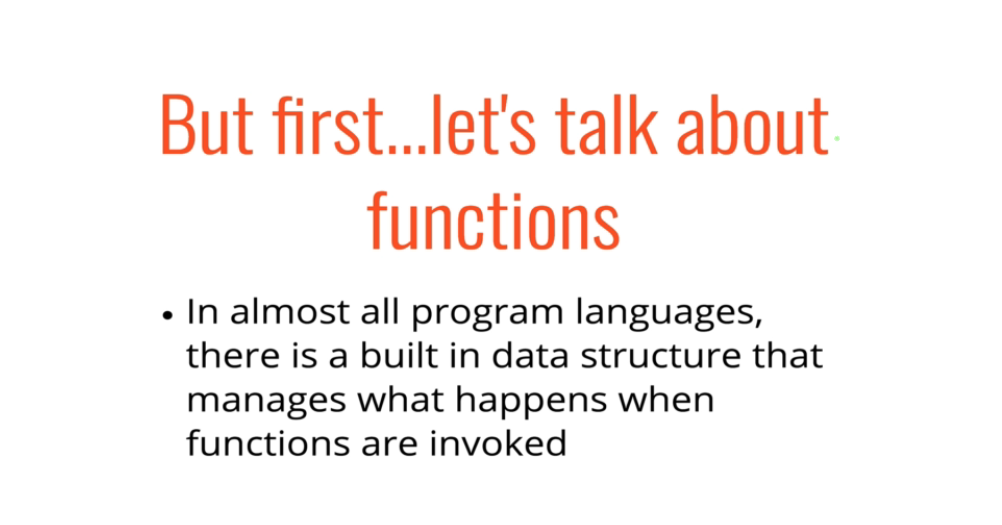 But first...let's talk about
functions
• In almost all program languages,
there is a built in data structure that
manages what happens when
functions are invoked